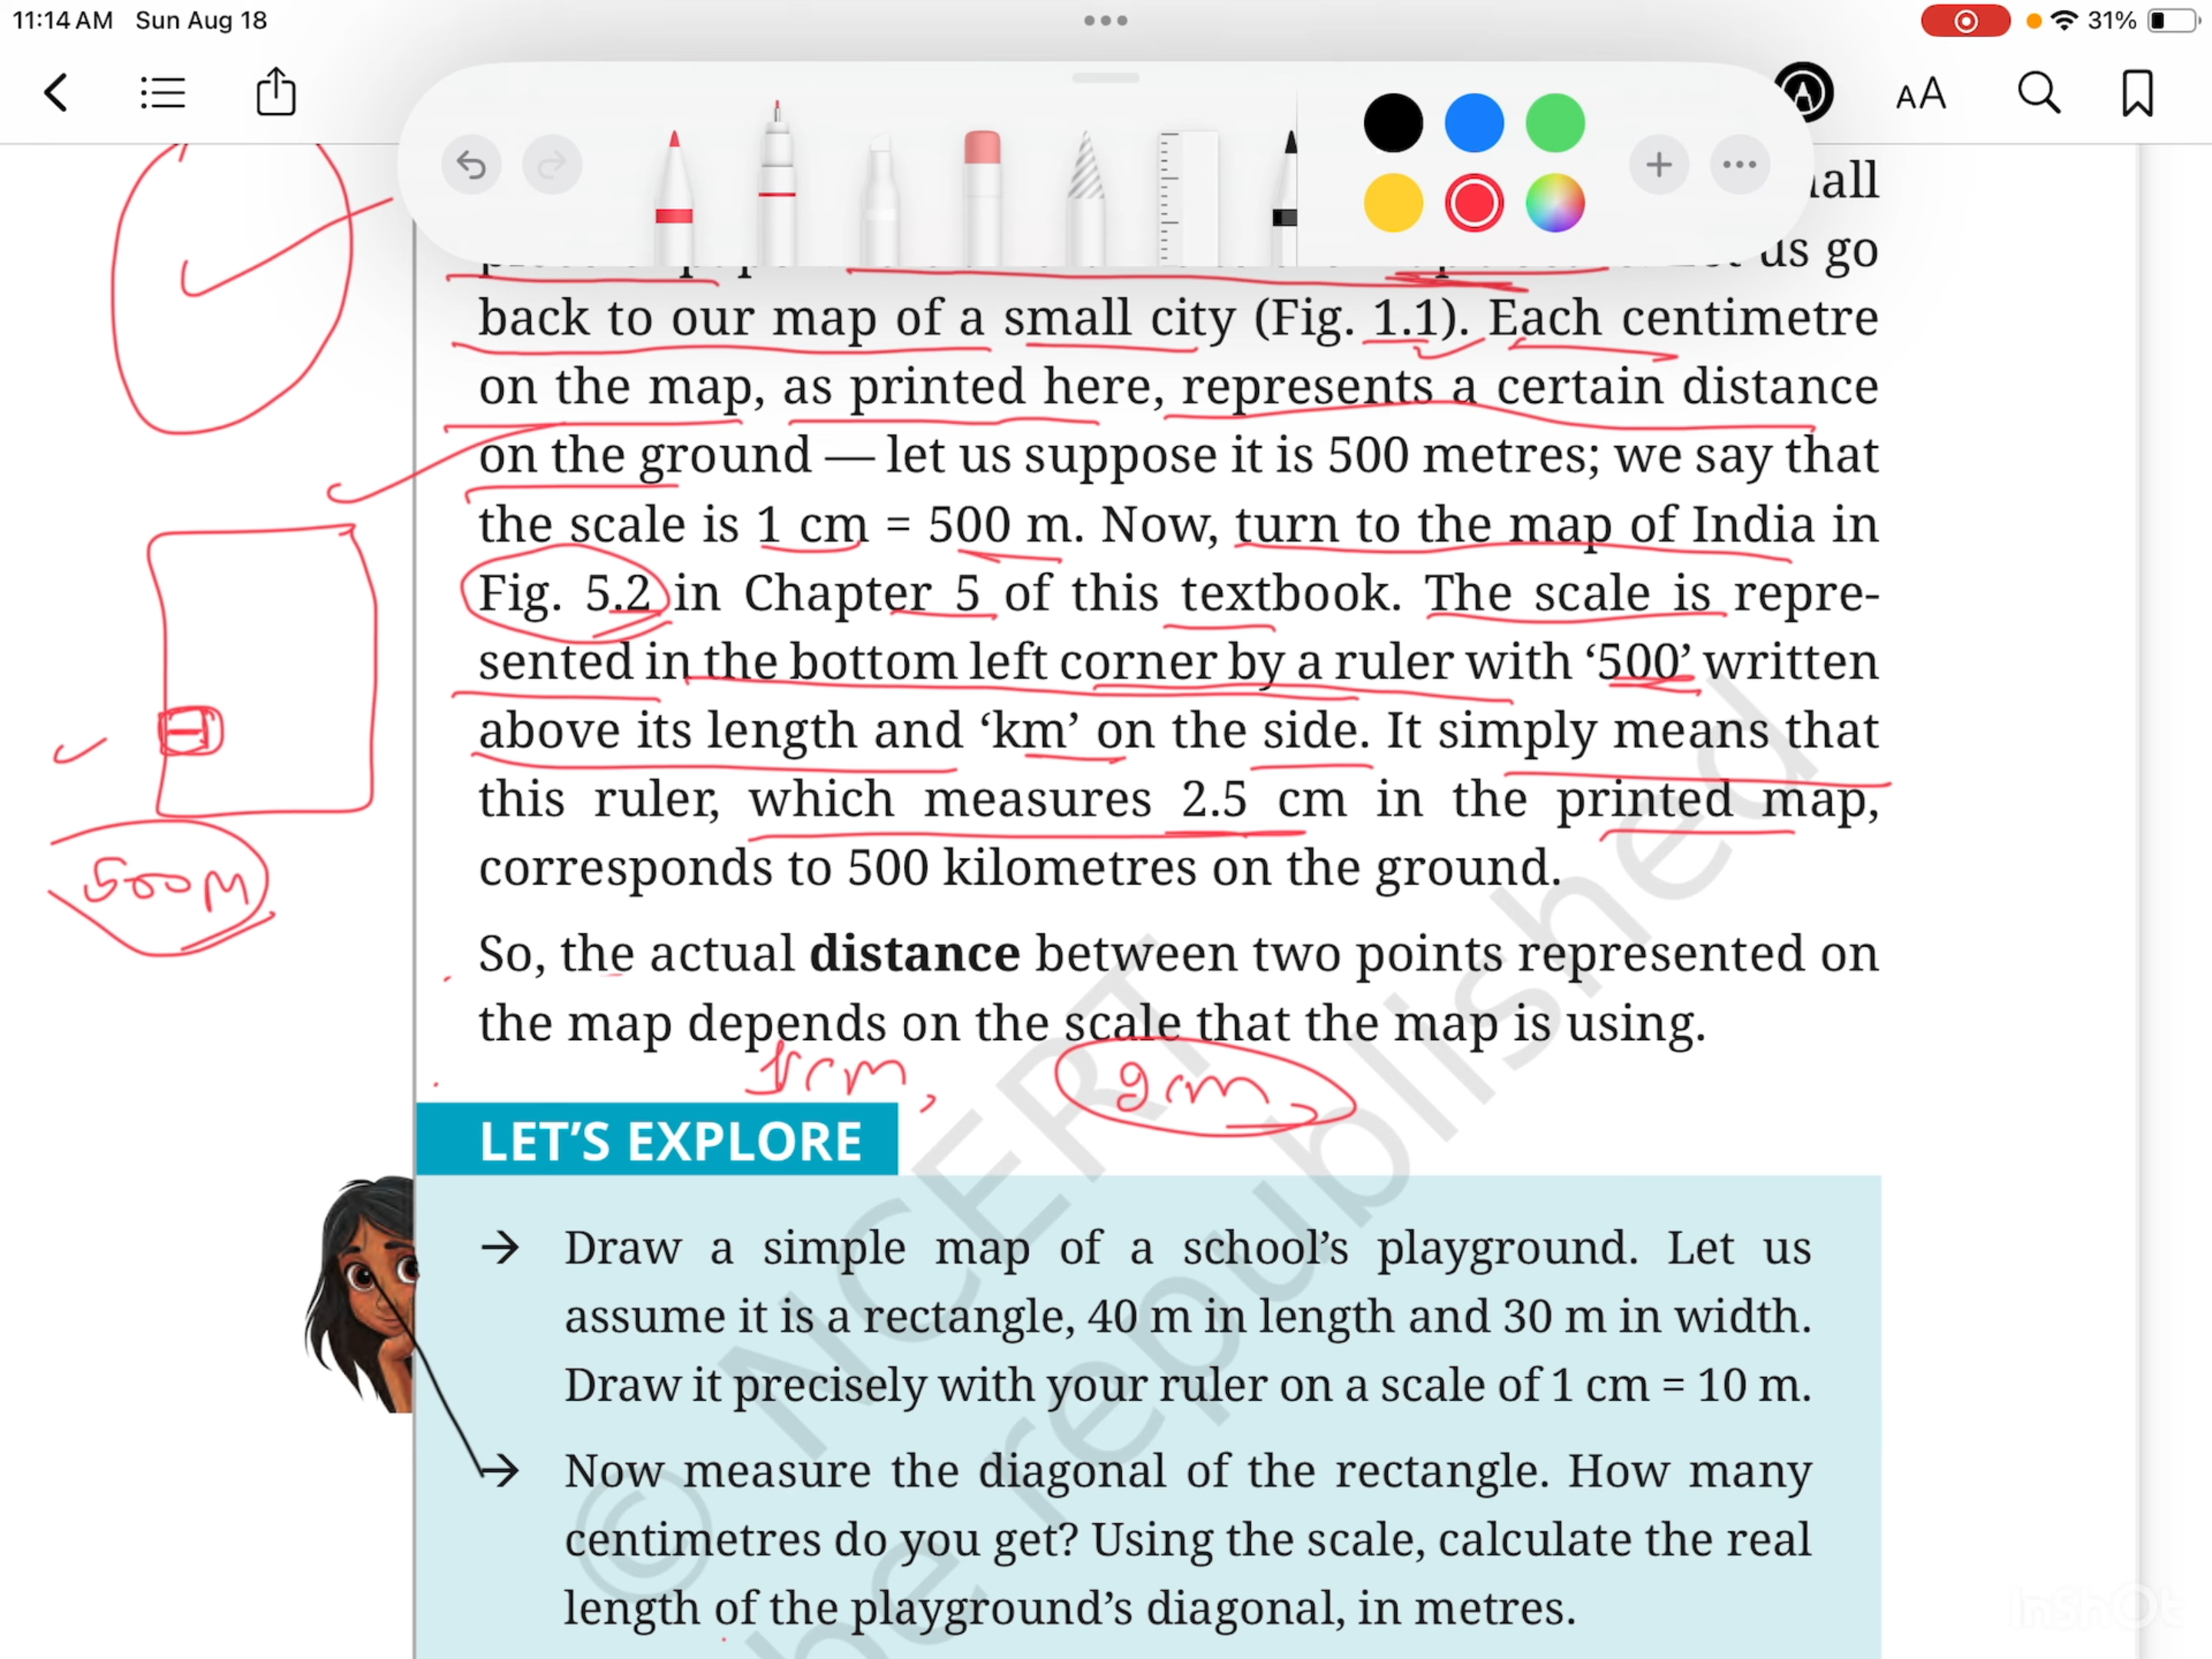 11:14 AM Sun Aug 18
31%
AA
all
us go
back to our map of a small city (Fig. 1.1). Each centimetre
on the map, as printed here, represents a certain distance
on the ground — let us suppose it is 500 metres; we say that
the scale is 1 cm = 500 m. Now, turn to the map of India in
Fig. 5.2 in Chapter 5 of this textbook. The scale is repre-
sented in the bottom left corner by a ruler with ‘500’ written
above its length and ‘km’ on the side. It simply means that
this ruler, which measures 2.5 cm in the printed map,
corresponds to 500 kilometres on the ground.
500 M
So, the actual distance between two points represented on
the map depends on the scale that the map is using.
1cm,
cm
LET’S EXPLORE
→ Draw a simple map of a school’s playground. Let us
assume it is a rectangle, 40 m in length and 30 m in width.
Draw it precisely with your ruler on a scale of 1 cm = 10 m.
→ Now measure the diagonal of the rectangle. How many
centimetres do you get? Using the scale, calculate the real
length of the playground’s diagonal, in metres.
© NCERT
be republished
InShOt